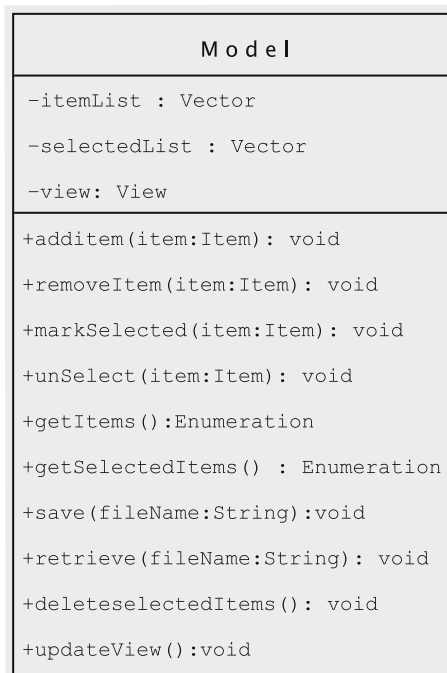 Model
-itemList : Vector
-selectedList : Vector
-view: View
+additem(item:Item): void
+removeItem(item:Item): void
+markSelected(item:Item): void
+unSelect(item:Item): void
+getItems():Enumeration
+getSelectedItems() : Enumeration
+save(fileName:String):void
+retrieve(fileName:String): void
+deleteselectedItems(): void
+updateView():void